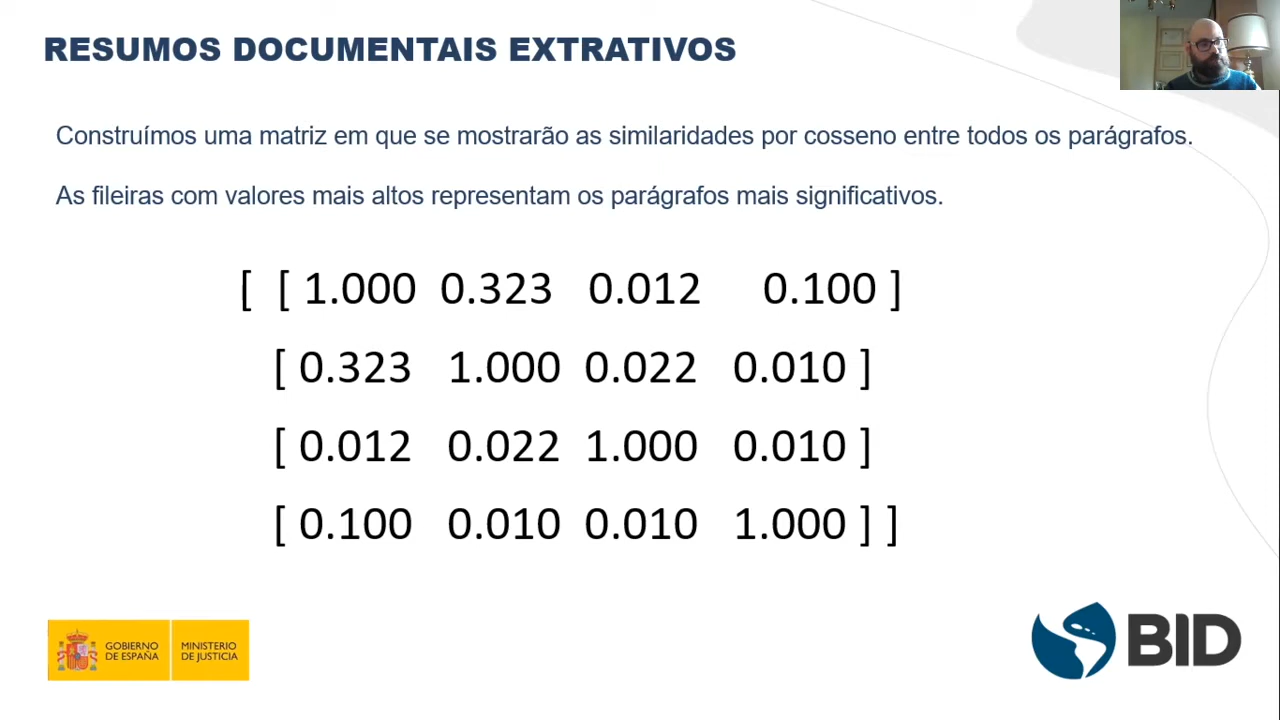 RESUMOS DOCUMENTAIS EXTRATIVOS
Construímos uma matriz em que se mostrarão as similaridades por cosseno entre todos os parágrafos.
As fileiras com valores mais altos representam os parágrafos mais significativos.
[ [ 1.000 0.323 0.012 0.100 ]
[ 0.323 1.000 0.022 0.010 ]
[ 0.012 0.022 1.000 0.010 ]
[ 0.100 0.010 0.010 1.000 ] ]
GOBIERNO
DE ESPAÑA
MINISTERIO
DE JUSTICIA
BID